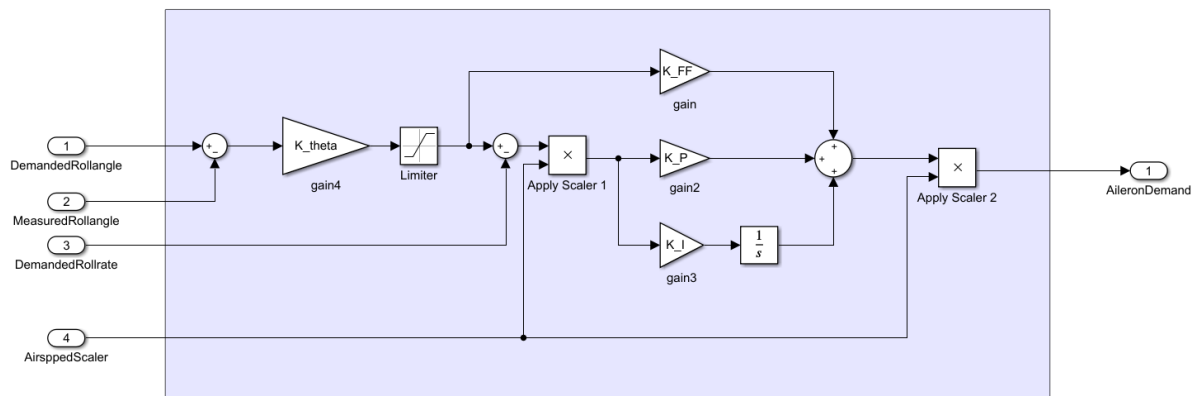 K_FF
gain
1
DemandedRollangle
+
−
K_theta
gain4
Limiter
+
−
×
Apply Scaler 1
K_P
gain2
+
+
+
×
Apply Scaler 2
1
AileronDemand
2
MeasuredRollangle
3
DemandedRollrate
K_I
gain3
1
s
4
AirsppedScaler